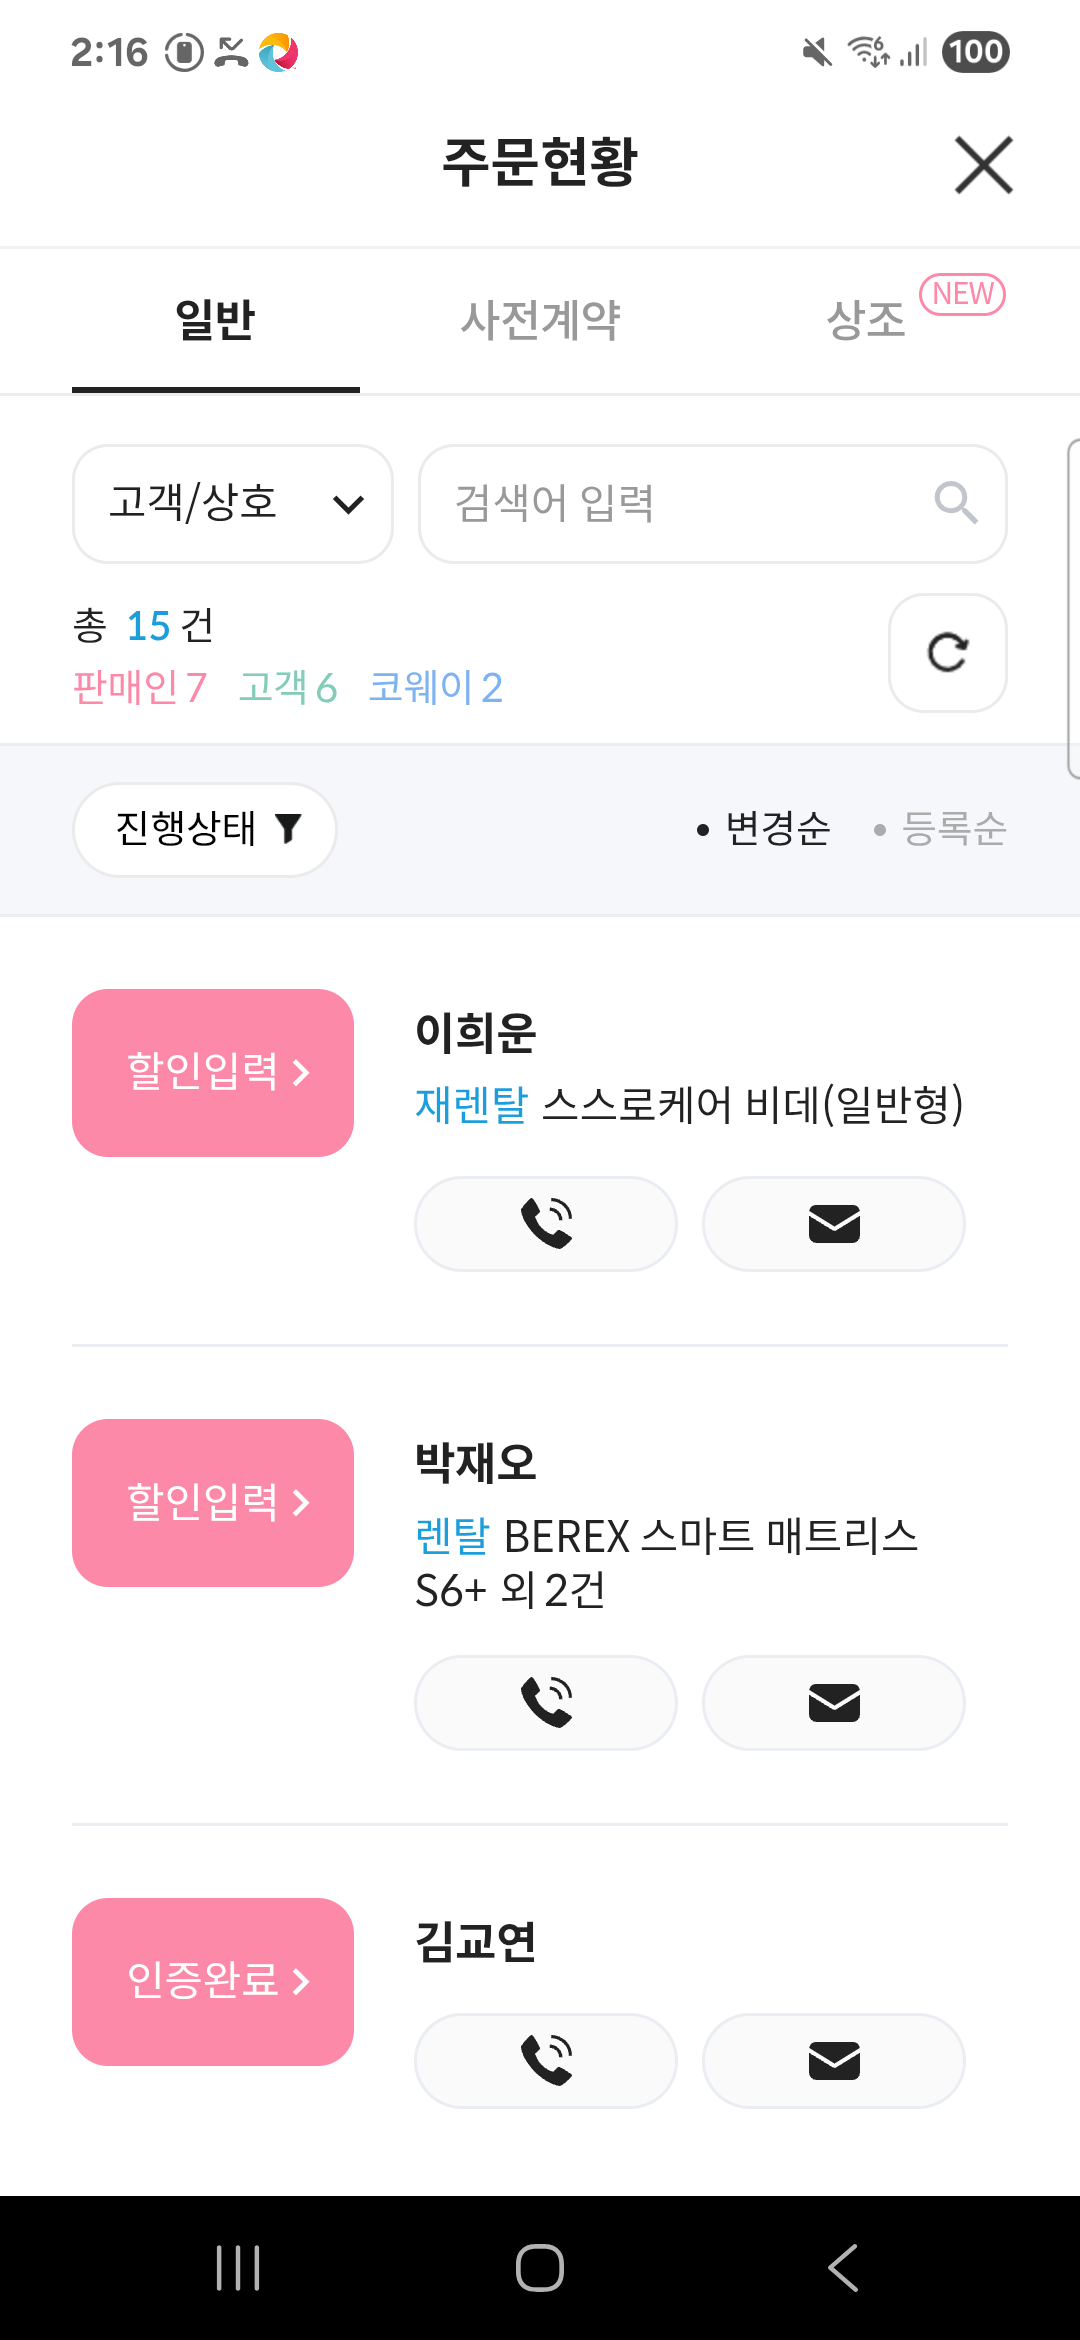 2:16
6
100
주문현황
일반
사전계약
상조
NEW
고객/상호
검색어 입력
총 15 건
판매인 7 고객 6 코웨이 2
진행상태
• 변경순 • 등록순
할인입력
이희운
재렌탈 스스로케어 비데(일반형)
할인입력
박재오
렌탈 BEREX 스마트 매트리스
S6+ 외 2건
인증완료
김교연